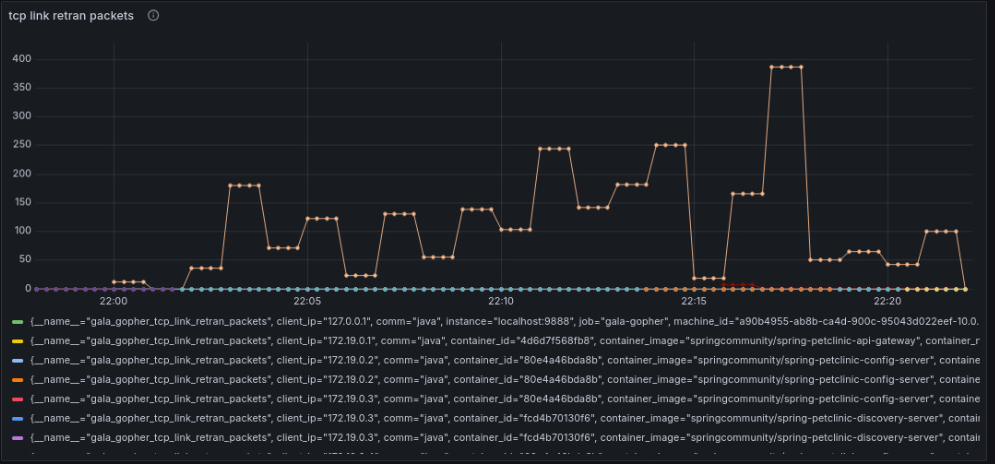 tcp link retran packets
400
350
300
250
200
150
100
50
0
22:00 22:05 22:10 22:15 22:20
{__name__="gala_gopher_tcp_link_retran_packets", client_ip="127.0.0.1", comm="java", instance="localhost:9888", job="gala-gopher", machine_id="a90b4955-ab8b-ca4d-900c-95043d022eef-10.0.
{__name__="gala_gopher_tcp_link_retran_packets", client_ip="172.19.0.1", comm="java", container_id="4d6d7f568fb8", container_image="springcommunity/spring-petclinic-api-gateway", container_r
{__name__="gala_gopher_tcp_link_retran_packets", client_ip="172.19.0.2", comm="java", container_id="80e4a46bda8b", container_image="springcommunity/spring-petclinic-config-server", containe
{__name__="gala_gopher_tcp_link_retran_packets", client_ip="172.19.0.2", comm="java", container_id="80e4a46bda8b", container_image="springcommunity/spring-petclinic-config-server", containe
{__name__="gala_gopher_tcp_link_retran_packets", client_ip="172.19.0.3", comm="java", container_id="80e4a46bda8b", container_image="springcommunity/spring-petclinic-config-server", containe
{__name__="gala_gopher_tcp_link_retran_packets", client_ip="172.19.0.3", comm="java", container_id="fcd4b70130f6", container_image="springcommunity/spring-petclinic-discovery-server", contain
{__name__="gala_gopher_tcp_link_retran_packets", client_ip="172.19.0.3", comm="java", container_id="fcd4b70130f6", container_image="springcommunity/spring-petclinic-discovery-server", contain